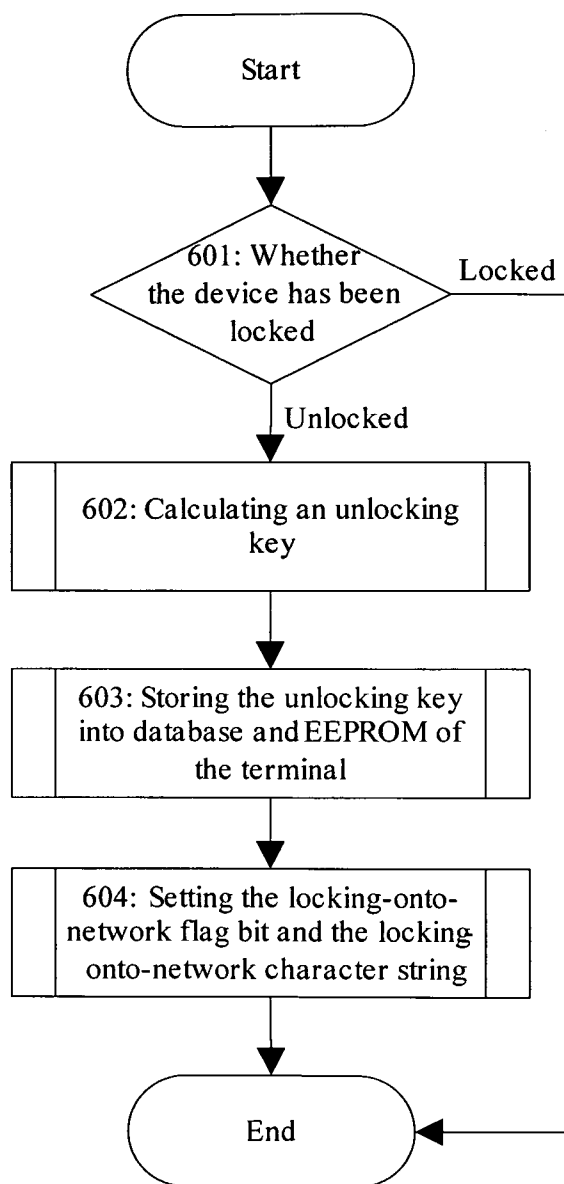 Start
601: Whether
the device has been
locked
Locked
Unlocked
602: Calculating an unlocking
key
603: Storing the unlocking key
into database and EEPROM of
the terminal
604: Setting the locking-onto-
network flag bit and the locking-
onto-network character string
End